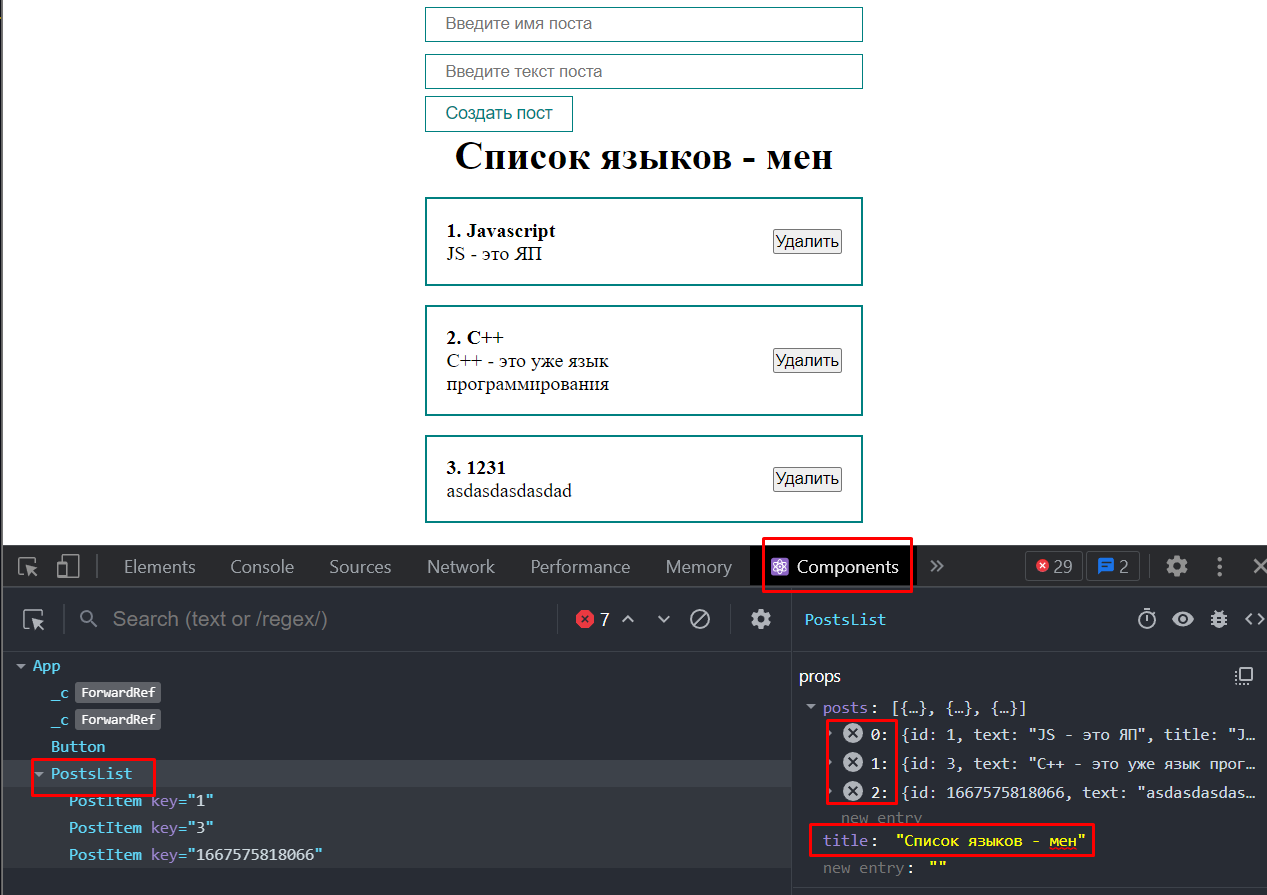 Введите имя поста
Введите текст поста
Создать пост
Список языков - мен
1. Javascript
JS - это ЯП
Удалить
2. C++
C++ - это уже язык
программирования
Удалить
3. 1231
asdasdasdasdad
Удалить
Elements Console Sources Network Performance Memory Components 29 2
Search (text or /regex/) 7
PostsList
App
_c ForwardRef
_c ForwardRef
Button
PostsList
PostItem key="1"
PostItem key="3"
PostItem key="1667575818066"
props
posts: [{…}, {…}, {…}]
0: {id: 1, text: "JS - это ЯП", title: "J…
1: {id: 3, text: "C++ - это уже язык прог…
2: {id: 1667575818066, text: "asdasdasdas…
new entry
title: "Список языков - мен"
new entry: ""